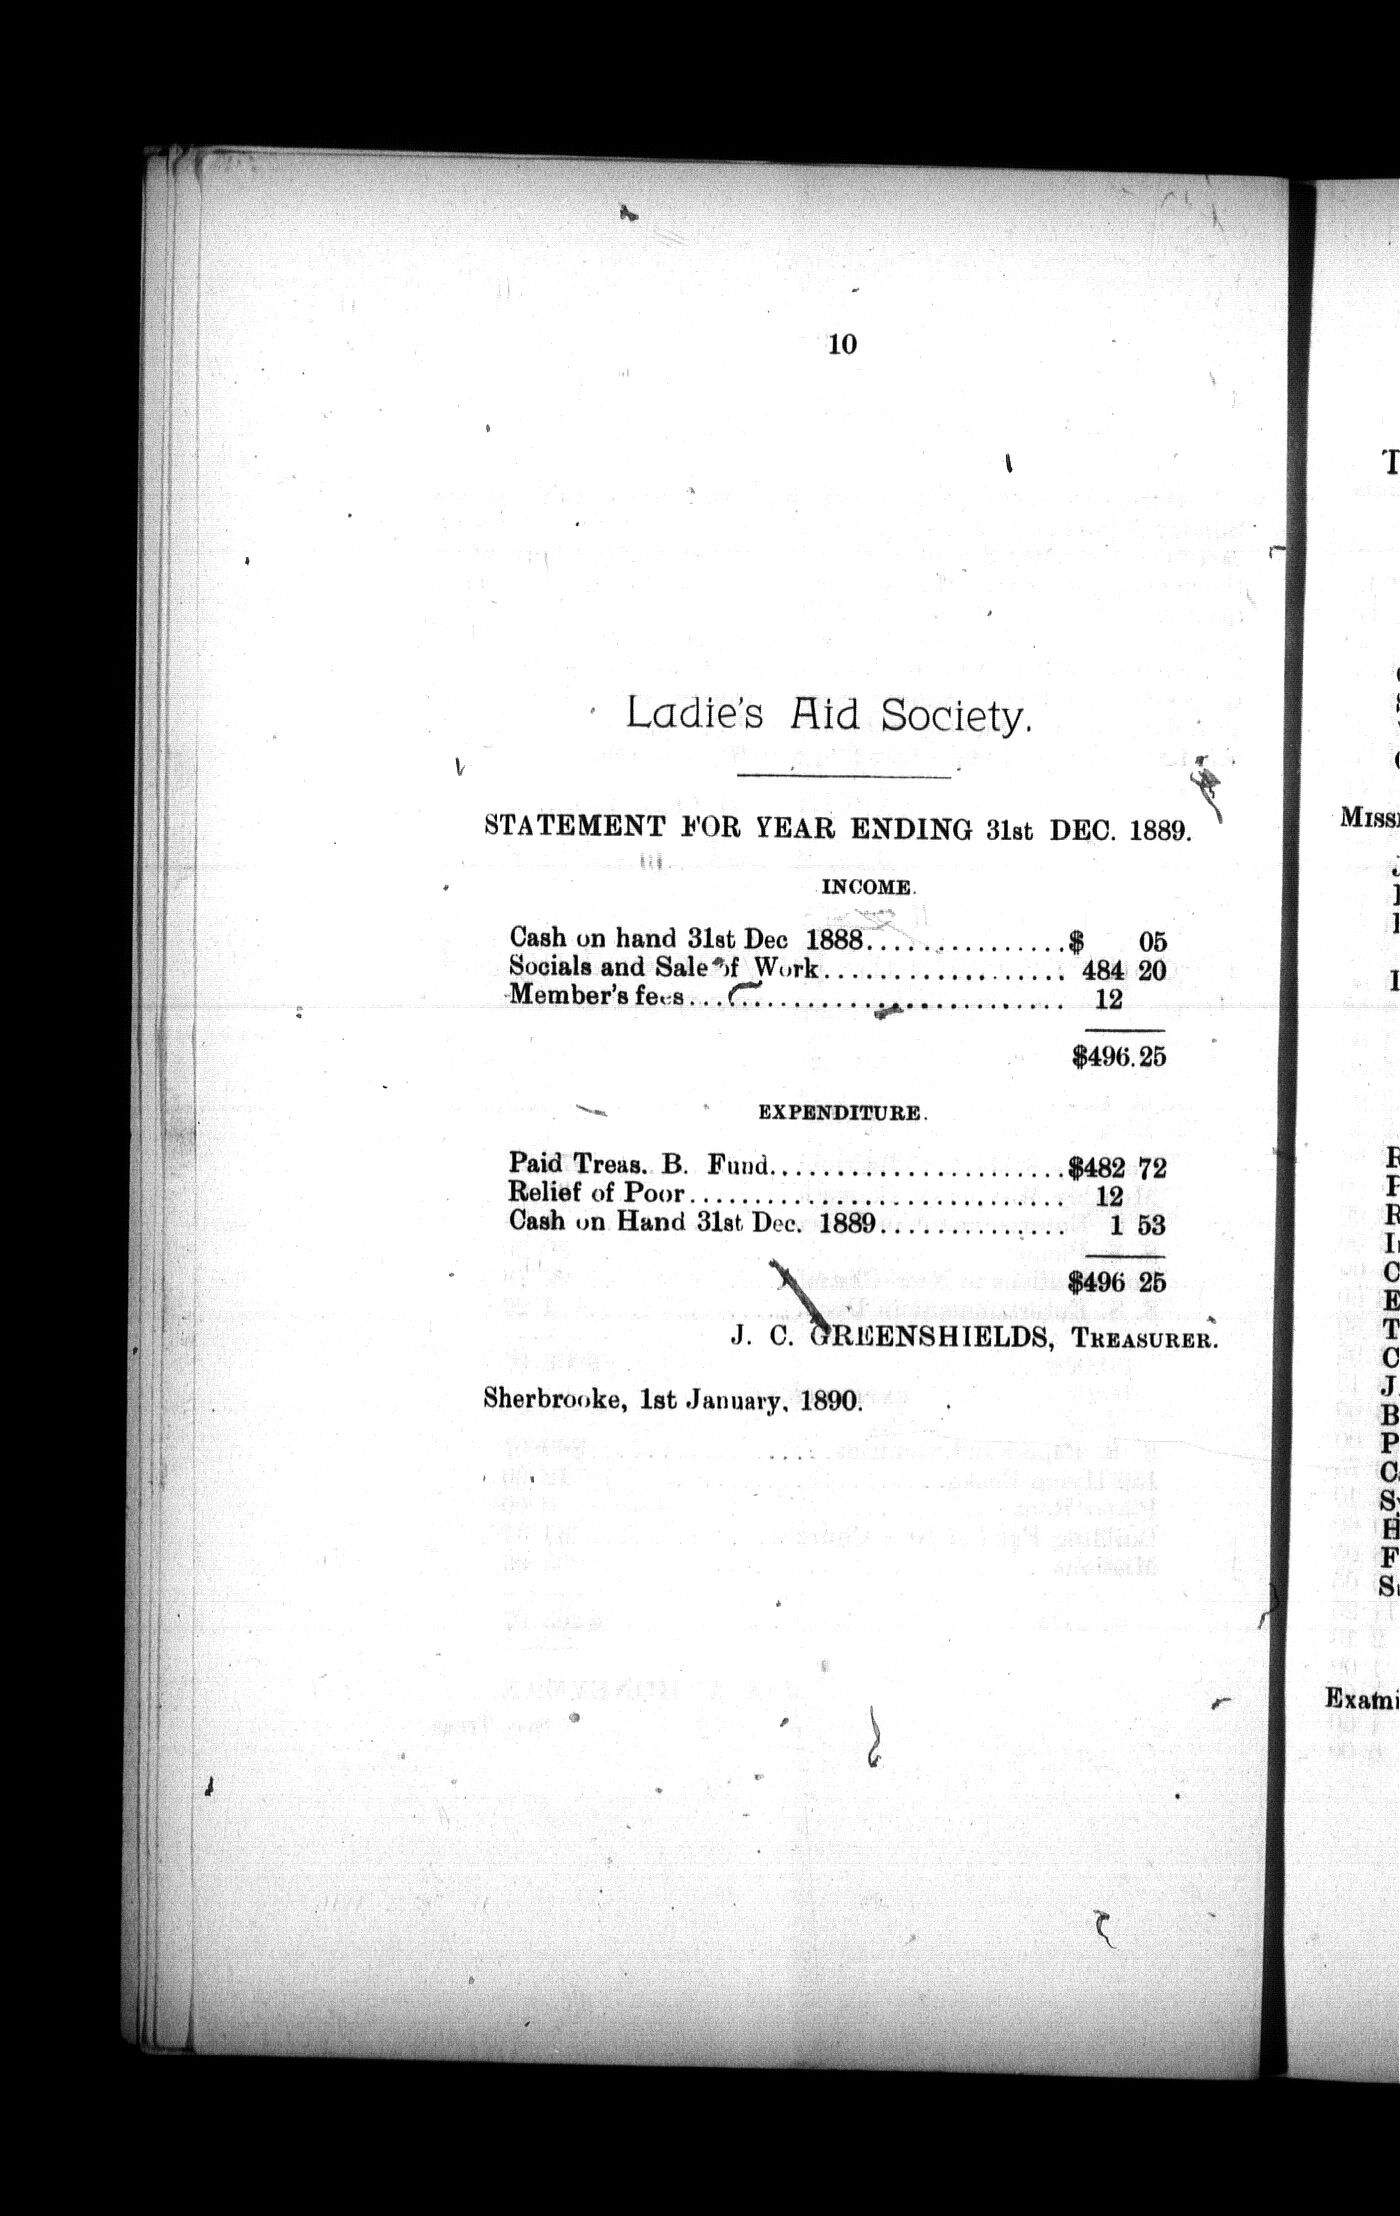 10
Ladie's Aid Society.
STATEMENT FOR YEAR ENDING 31st DEC. 1889.
INCOME.
Cash on hand 31st Dec 1888...............$ 05
Socials and Sale of Work.................. 484 20
Member's fees............................. 12
$496.25
EXPENDITURE.
Paid Treas. B. Fund......................$482 72
Relief of Poor............................ 12
Cash on Hand 31st Dec. 1889............... 1 53
$496 25
J. C. GREENSHIELDS, TREASURER.
Sherbrooke, 1st January, 1890.